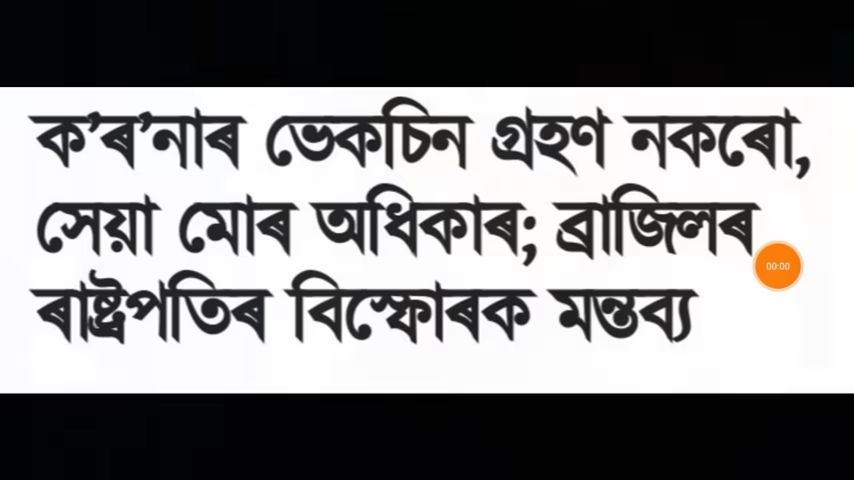 ক’ৰ’নাৰ ভেকচিন গ্ৰহণ নকৰো,
সেয়া মোৰ অধিকাৰ; ব্ৰাজিলৰ
00:00
ৰাষ্ট্ৰপতিৰ বিস্ফোৰক মন্তব্য